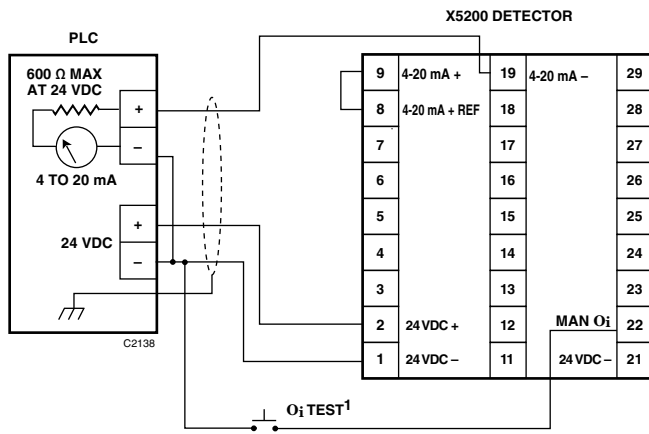 X5200 DETECTOR
PLC
600 Ω MAX
AT 24 VDC
+
–
4 TO 20 mA
24 VDC
+
–
C2138
9 4-20 mA + 19 4-20 mA – 29
8 4-20 mA + REF 18 28
7 17 27
6 16 26
5 15 25
4 14 24
3 13 23
2 24 VDC + 12 MAN Oi 22
1 24 VDC – 11 24 VDC – 21
Oi TEST1